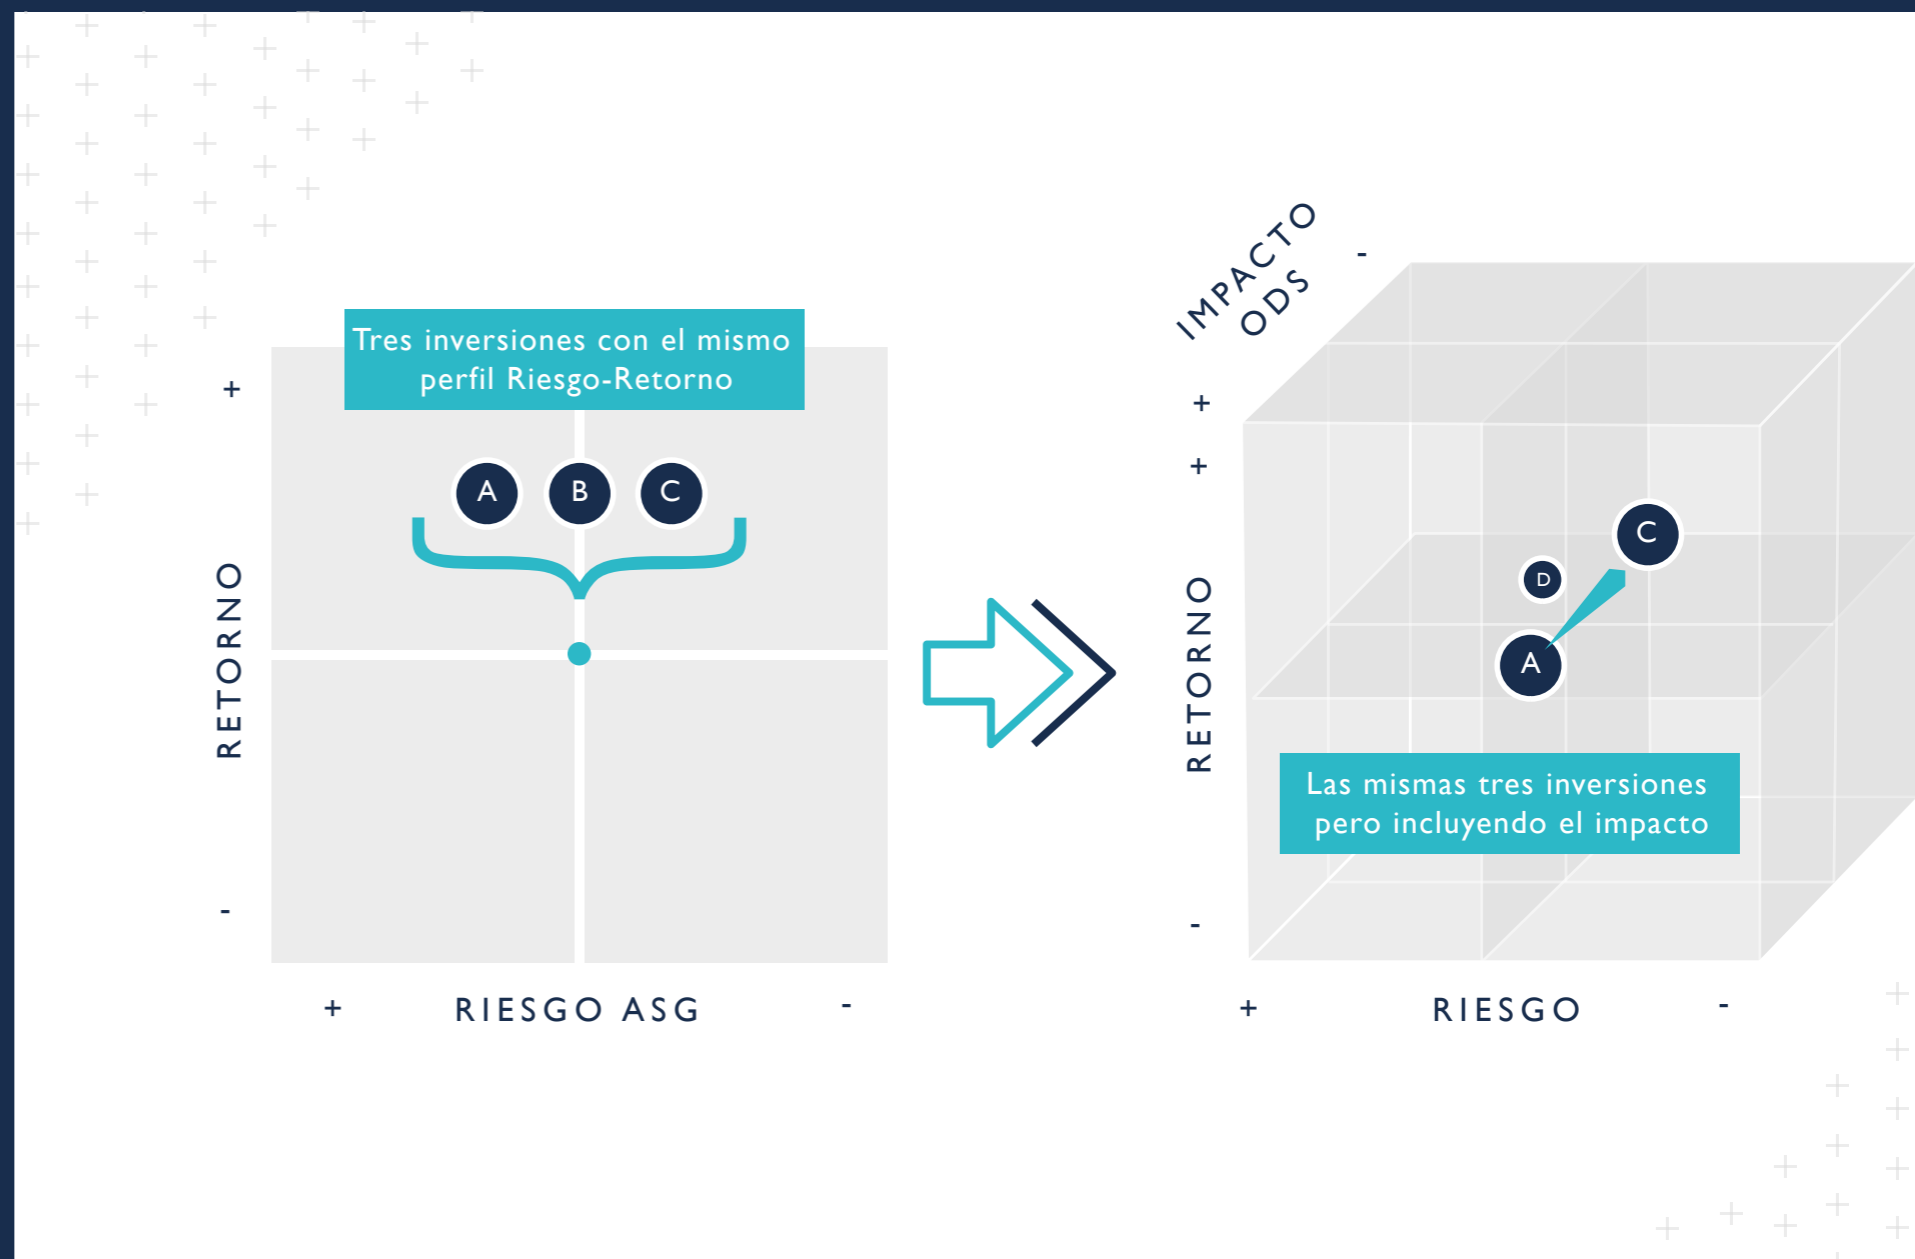 Tres inversiones con el mismo
perfil Riesgo-Retorno
+
A B C
RETORNO
-
+ RIESGO ASG -
IMPACTO
ODS
-
+
+
C
D
A
RETORNO
Las mismas tres inversiones
pero incluyendo el impacto
-
+ RIESGO -